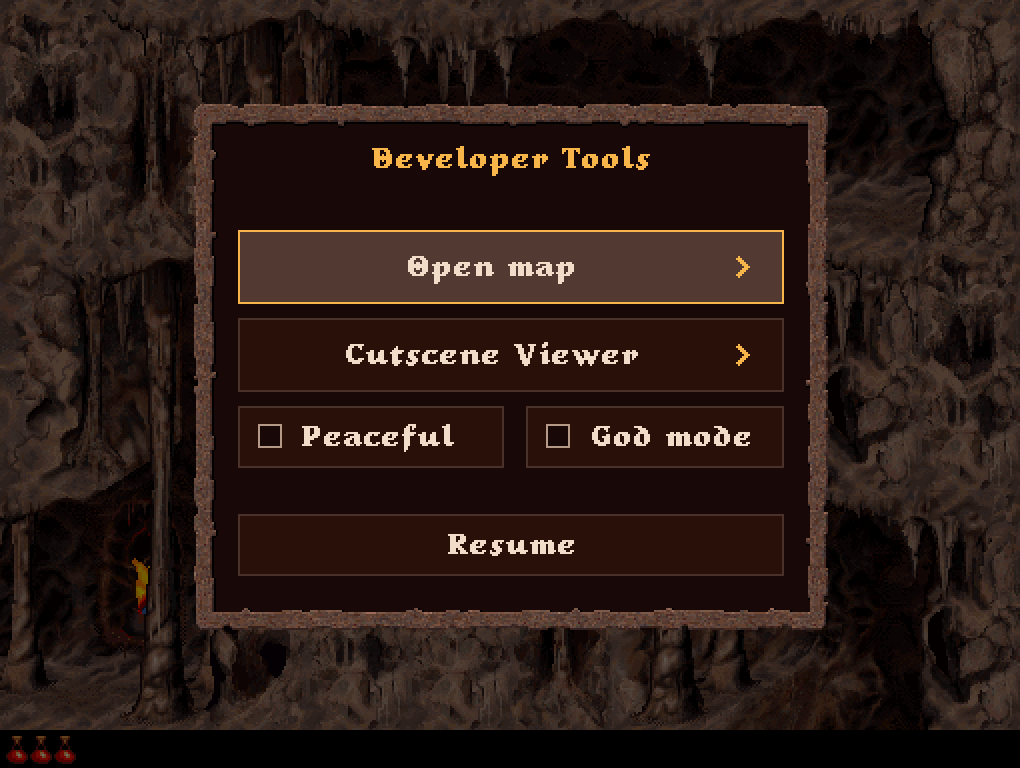 Developer Tools
Open map
Cutscene Viewer
Peaceful
God mode
Resume